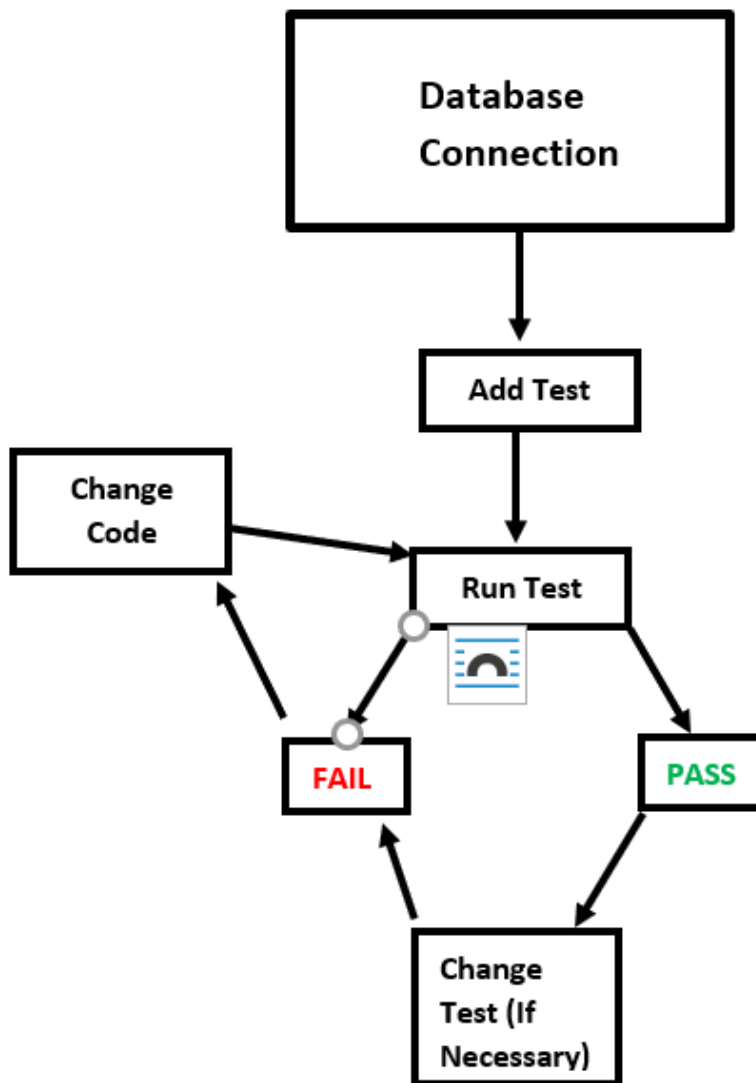 Database
Connection
Add Test
Change
Code
Run Test
FAIL
PASS
Change
Test (If
Necessary)